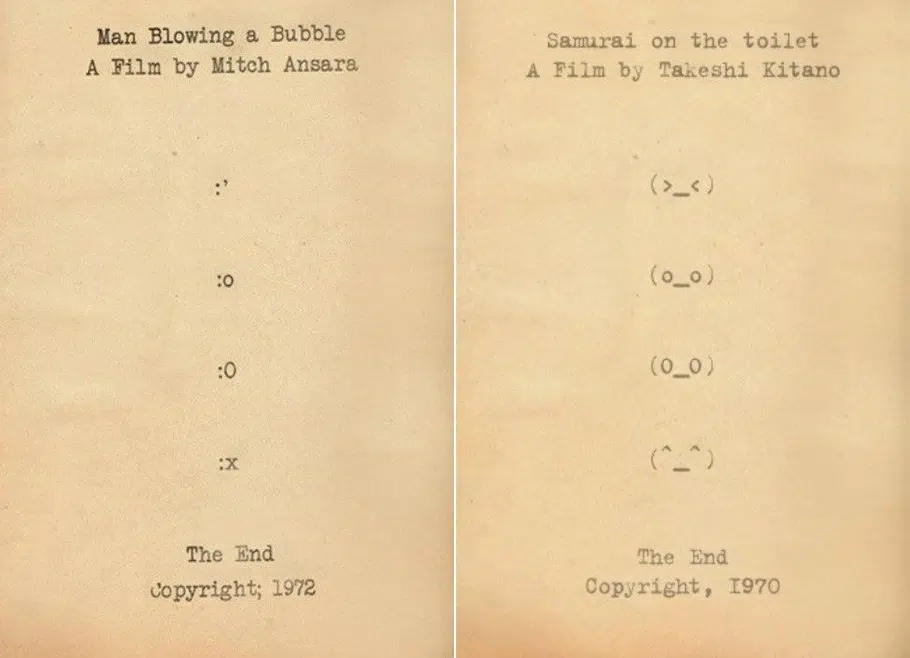 Man Blowing a Bubble
A Film by Mitch Ansara
:’
:o
:O
:x
The End
Copyright; 1972
Samurai on the toilet
A Film by Takeshi Kitano
(>_<)
(o_o)
(O_O)
(^_^)
The End
Copyright, I970